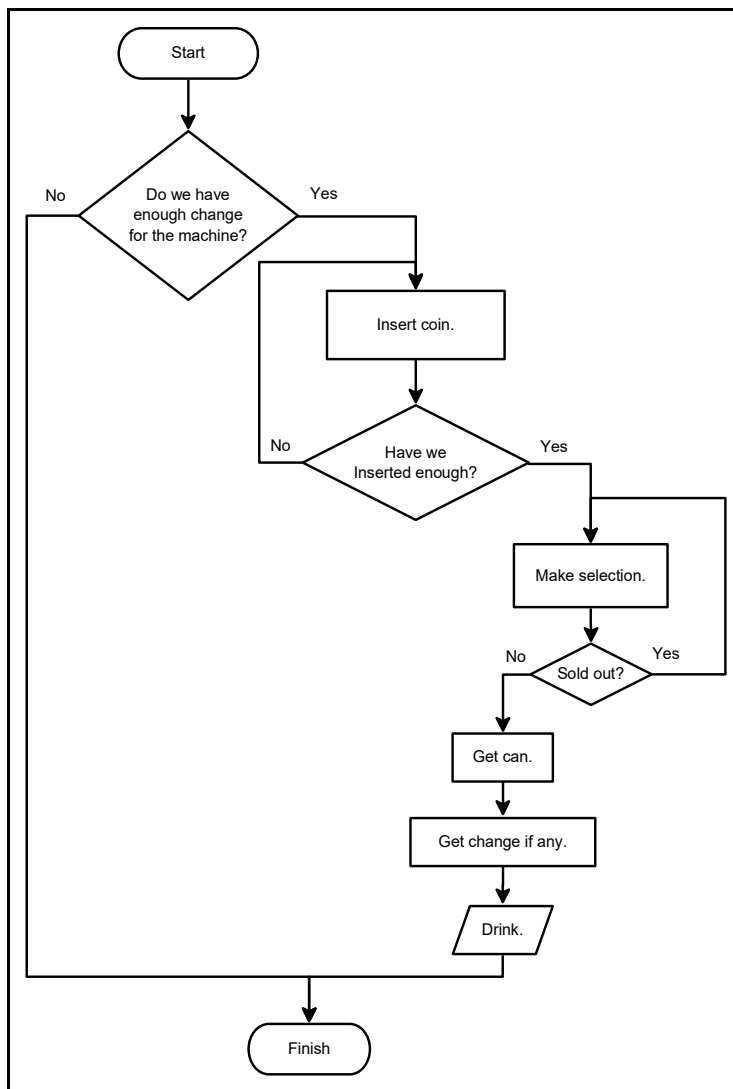 Start
No
Do we have
enough change
for the machine?
Yes
Insert coin.
No
Have we
Inserted enough?
Yes
Make selection.
No
Sold out?
Yes
Get can.
Get change if any.
Drink.
Finish